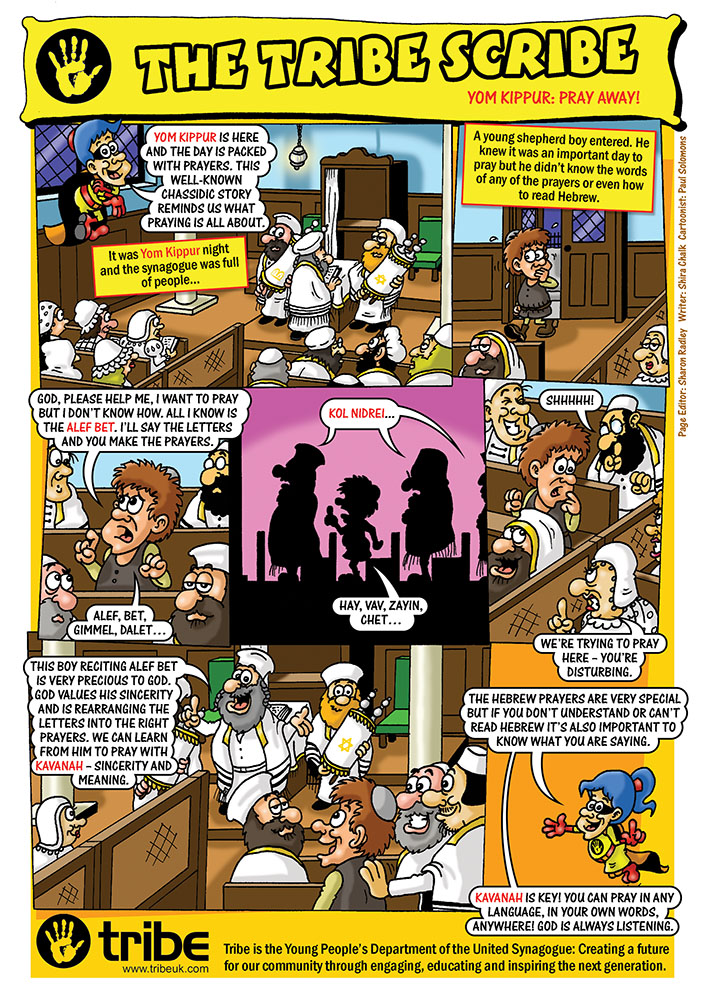 THE TRIBE SCRIBE
YOM KIPPUR: PRAY AWAY!
YOM KIPPUR IS HERE
AND THE DAY IS PACKED
WITH PRAYERS. THIS
WELL-KNOWN
CHASSIDIC STORY
REMINDS US WHAT
PRAYING IS ALL ABOUT.
It was Yom Kippur night
and the synagogue was full
of people...
A young shepherd boy entered. He
knew it was an important day to
pray but he didn't know the words
of any of the prayers or even how
to read Hebrew.
Page Editor: Sharon Radley Writer: Shira Chalk Cartoonist: Paul Solomons
GOD, PLEASE HELP ME, I WANT TO PRAY
BUT I DON'T KNOW HOW. ALL I KNOW IS
THE ALEF BET. I'LL SAY THE LETTERS
AND YOU MAKE THE PRAYERS.
ALEF, BET,
GIMMEL, DALET...
KOL NIDREI...
HAY, VAV, ZAYIN,
CHET...
SHHHHH!
WE'RE TRYING TO PRAY
HERE – YOU'RE
DISTURBING.
THIS BOY RECITING ALEF BET
IS VERY PRECIOUS TO GOD.
GOD VALUES HIS SINCERITY
AND IS REARRANGING THE
LETTERS INTO THE RIGHT
PRAYERS. WE CAN LEARN
FROM HIM TO PRAY WITH
KAVANAH – SINCERITY AND
MEANING.
THE HEBREW PRAYERS ARE VERY SPECIAL
BUT IF YOU DON'T UNDERSTAND OR CAN'T
READ HEBREW IT'S ALSO IMPORTANT TO
KNOW WHAT YOU ARE SAYING.
KAVANAH IS KEY! YOU CAN PRAY IN ANY
LANGUAGE, IN YOUR OWN WORDS,
ANYWHERE! GOD IS ALWAYS LISTENING.
tribe
www.tribeuk.com
Tribe is the Young People's Department of the United Synagogue: Creating a future
for our community through engaging, educating and inspiring the next generation.